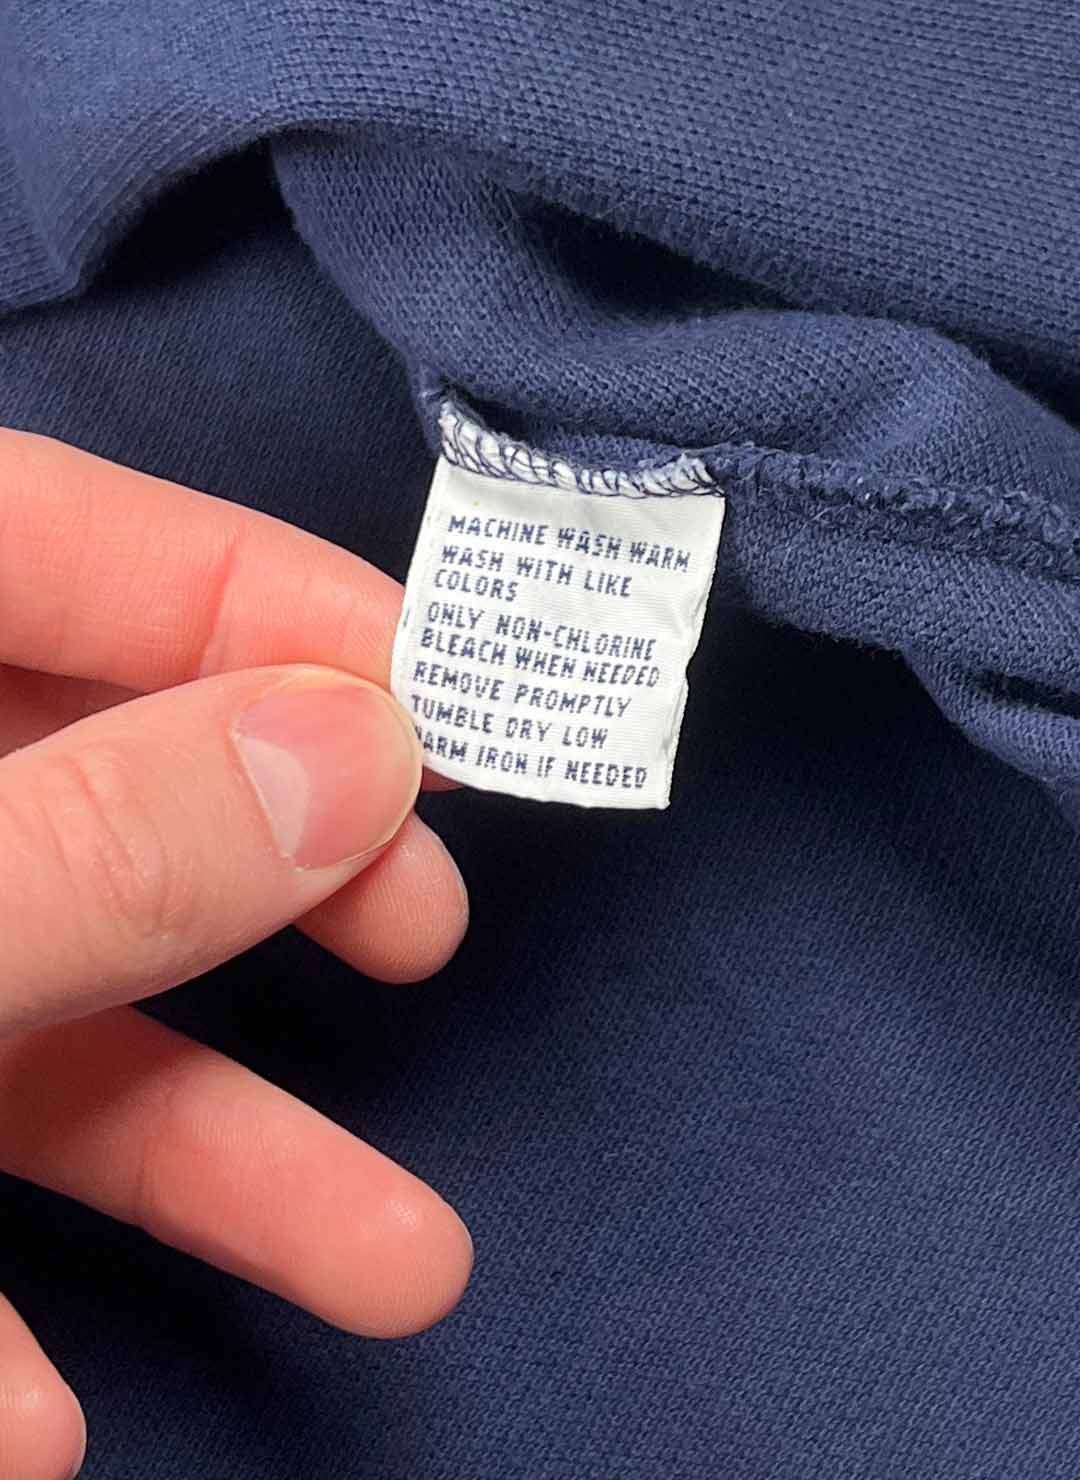 MACHINE WASH WARM
WASH WITH LIKE
COLORS
ONLY NON-CHLORINE
BLEACH WHEN NEEDED
REMOVE PROMPTLY
TUMBLE DRY LOW
WARM IRON IF NEEDED